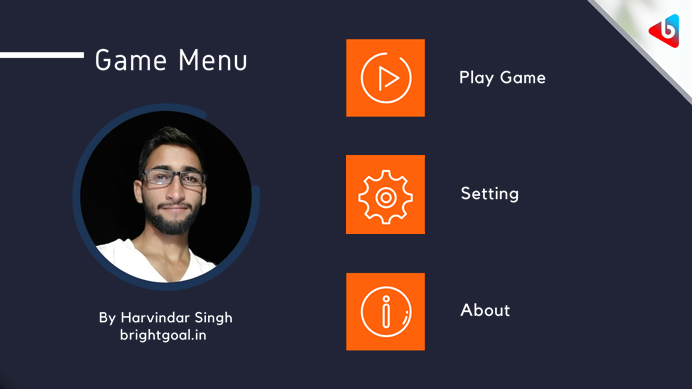 Game Menu
Play Game
Setting
About
By Harvindar Singh
brightgoal.in
b